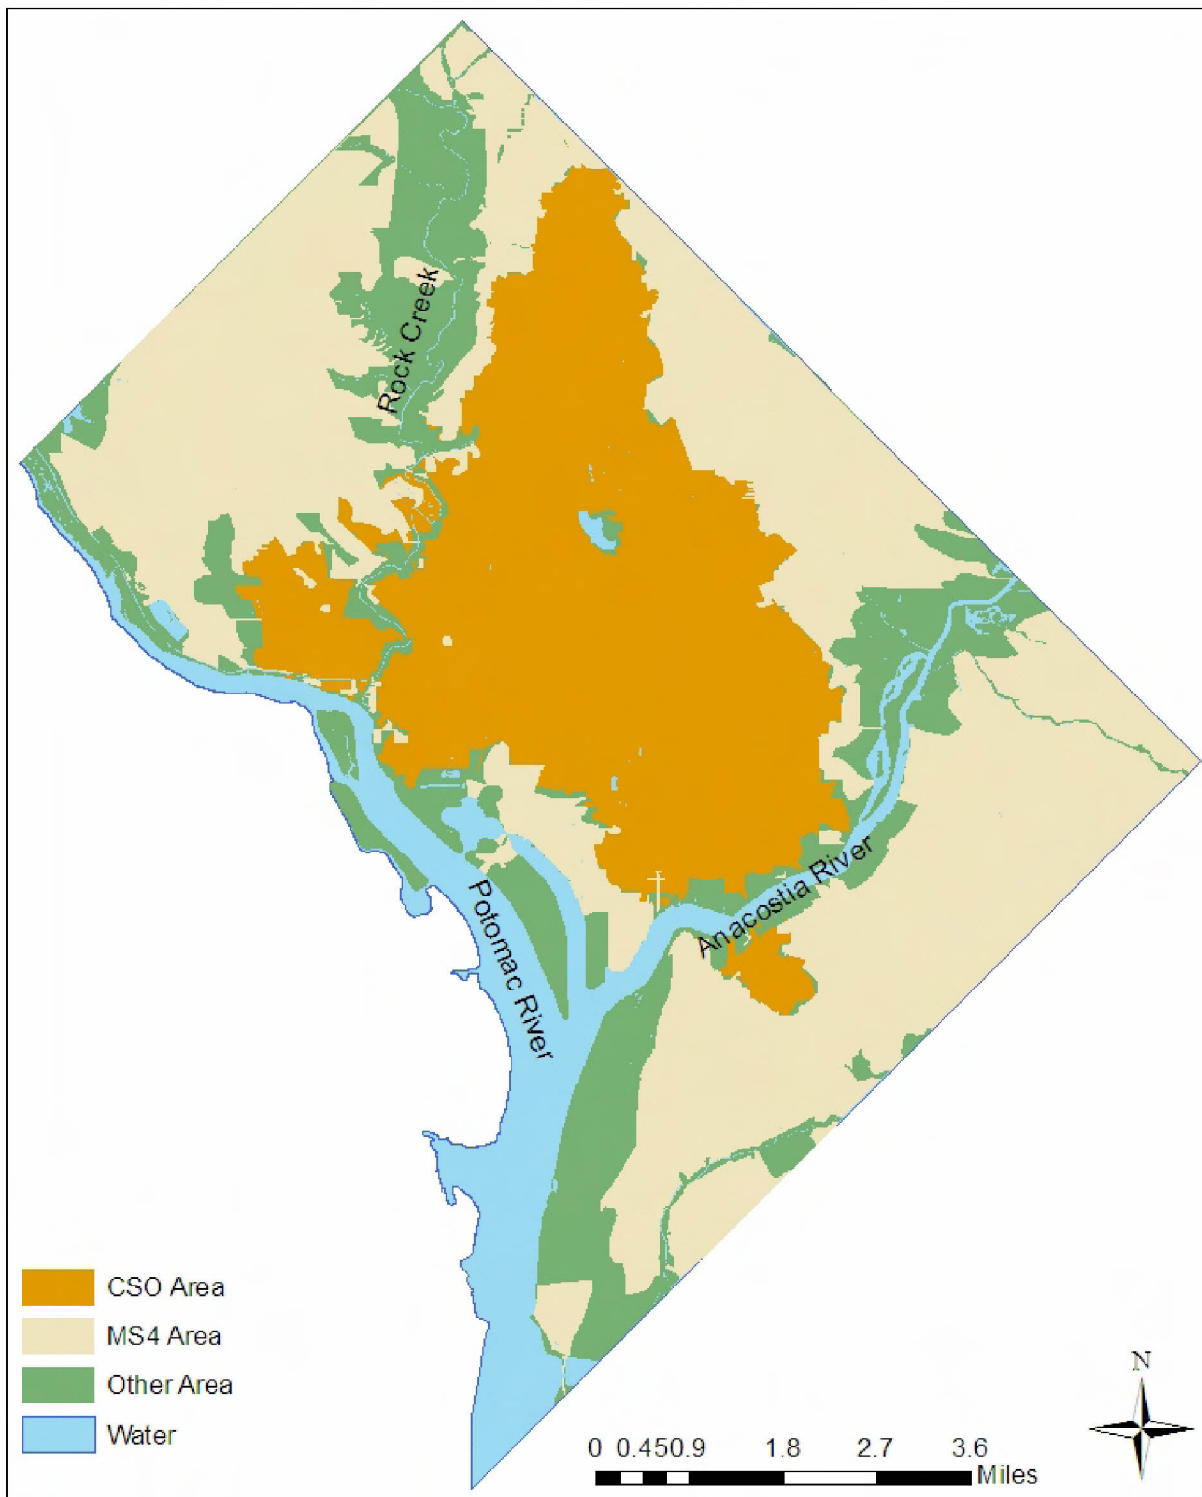 Rock Creek
Anacostia River
Potomac River
CSO Area
MS4 Area
Other Area
Water
N
0 0.450.9 1.8 2.7 3.6
Miles